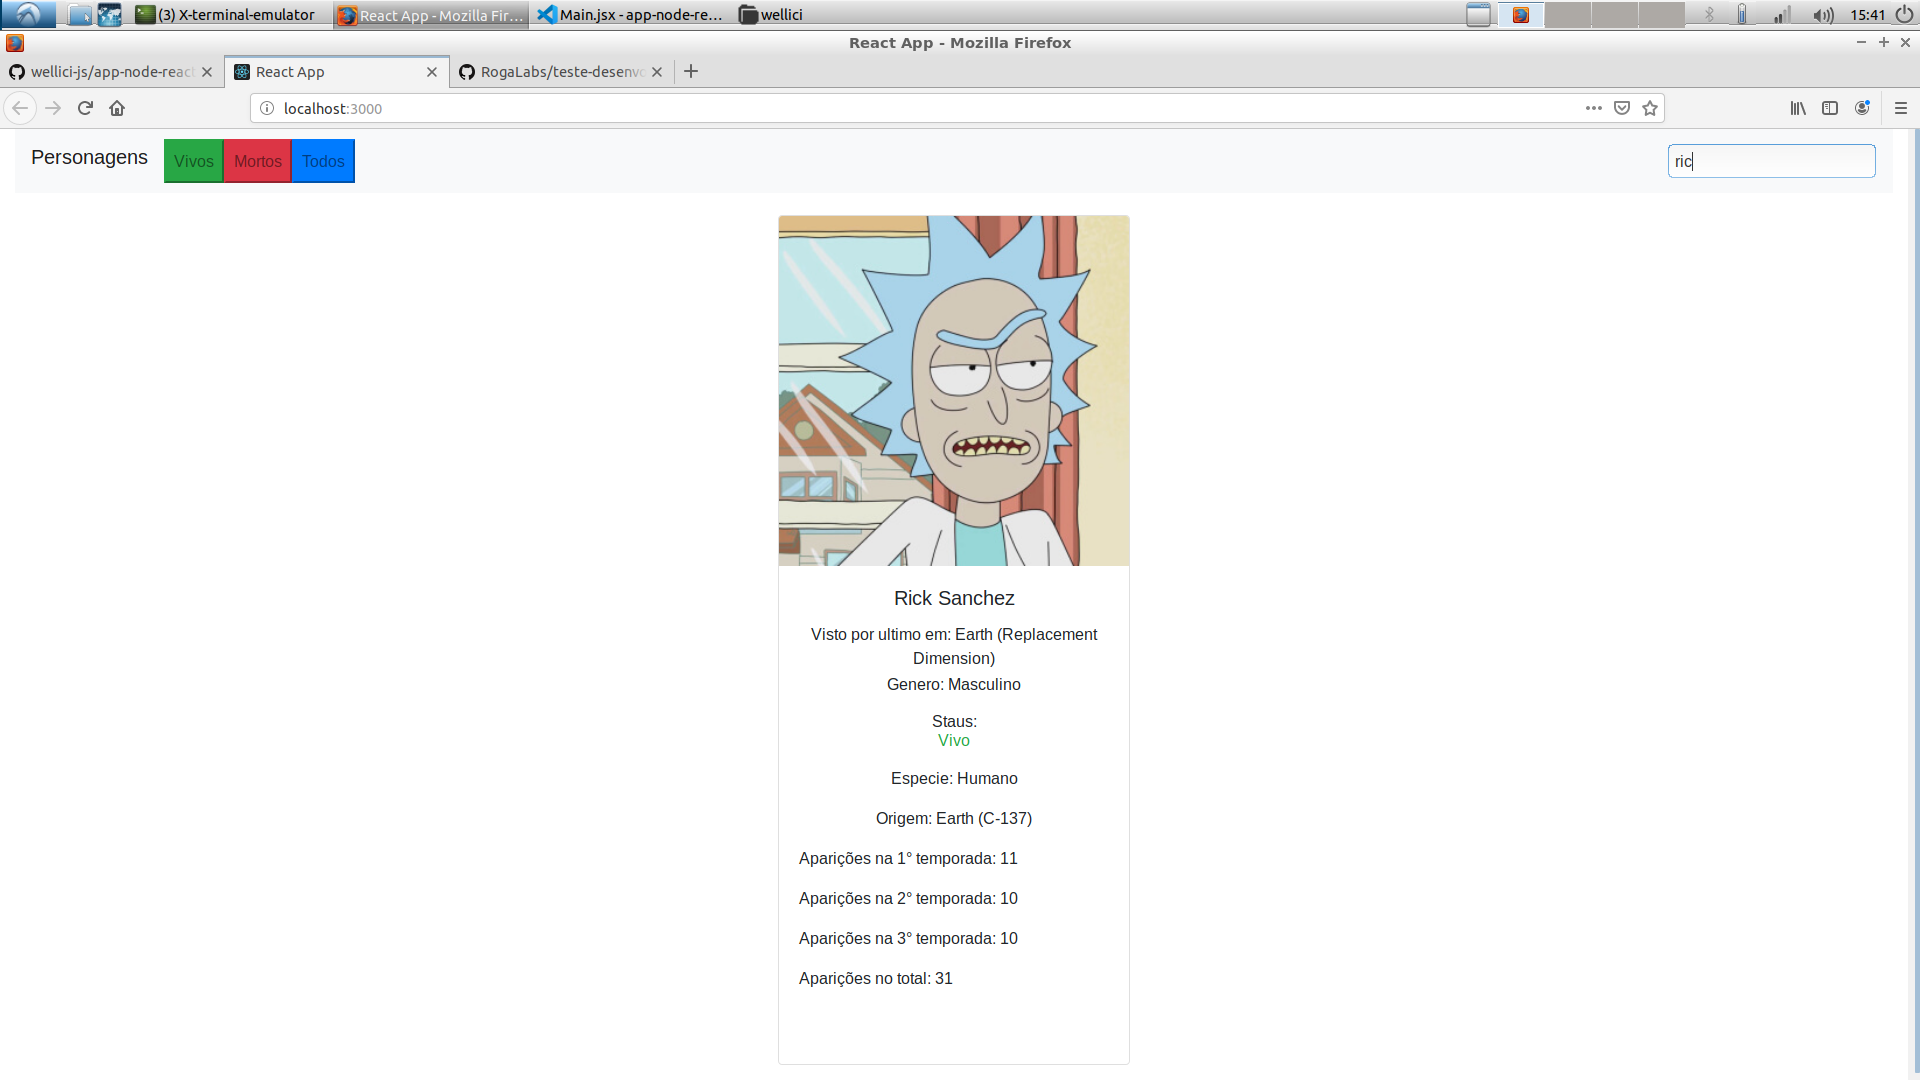 (3) X-terminal-emulator
React App - Mozilla Fir...
Main.jsx - app-node-re...
wellici
15:41
React App - Mozilla Firefox
wellici-js/app-node-reac
React App
RogaLabs/teste-desenvo
localhost:3000
Personagens
Vivos
Mortos
Todos
ric
Rick Sanchez
Visto por ultimo em: Earth (Replacement
Dimension)
Genero: Masculino
Staus:
Vivo
Especie: Humano
Origem: Earth (C-137)
Aparições na 1° temporada: 11
Aparições na 2° temporada: 10
Aparições na 3° temporada: 10
Aparições no total: 31